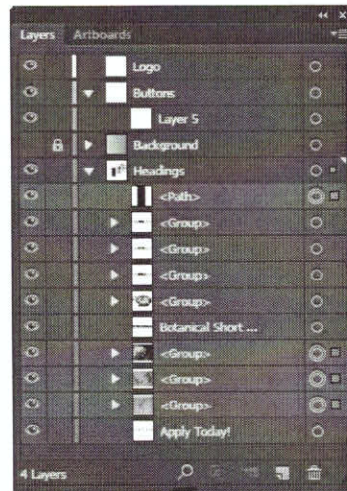 Layers Artboards
Logo
Buttons
Layer 5
Background
Headings
<Path>
<Group>
<Group>
<Group>
<Group>
Botanical Short ...
<Group>
<Group>
<Group>
Apply Today!
4 Layers